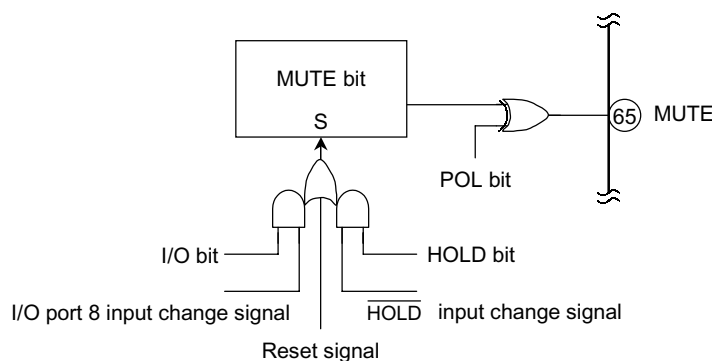 MUTE bit
S
65 MUTE
POL bit
I/O bit
HOLD bit
I/O port 8 input change signal
HOLD input change signal
Reset signal